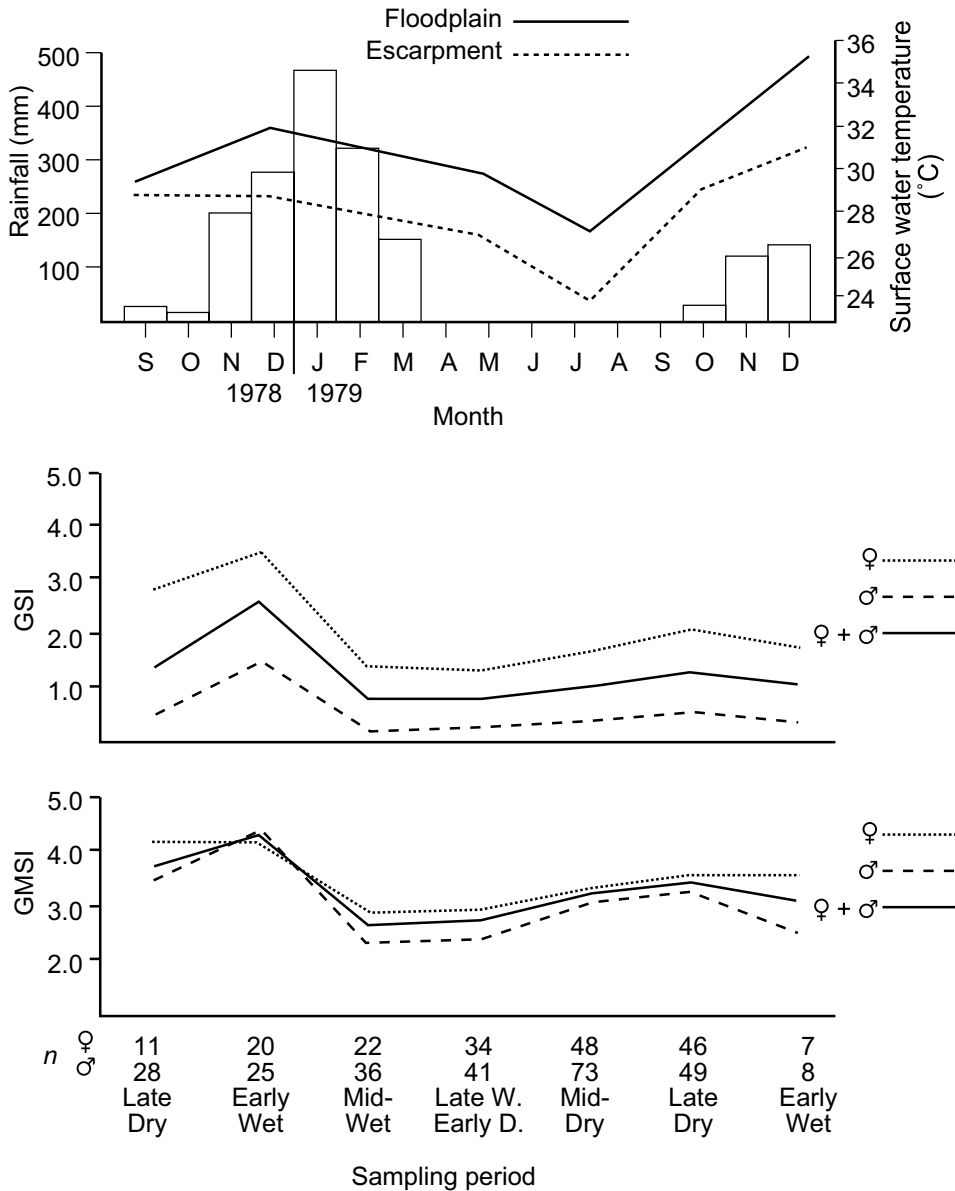 Floodplain
Escarpment
Rainfall (mm)
500
400
300
200
100
Surface water temperature
(˚C)
36
34
32
30
28
26
24
S O N D J F M A M J J A S O N D
1978 1979
Month
GSI
5.0
4.0
3.0
2.0
1.0
♀
♂
♀ + ♂
GMSI
5.0
4.0
3.0
2.0
♀
♂
♀ + ♂
n
♀ 11 20 22 34 48 46 7
♂ 28 25 36 41 73 49 8
Late Early Mid- Late W. Mid- Late Early
Dry Wet Wet Early D. Dry Dry Wet
Sampling period